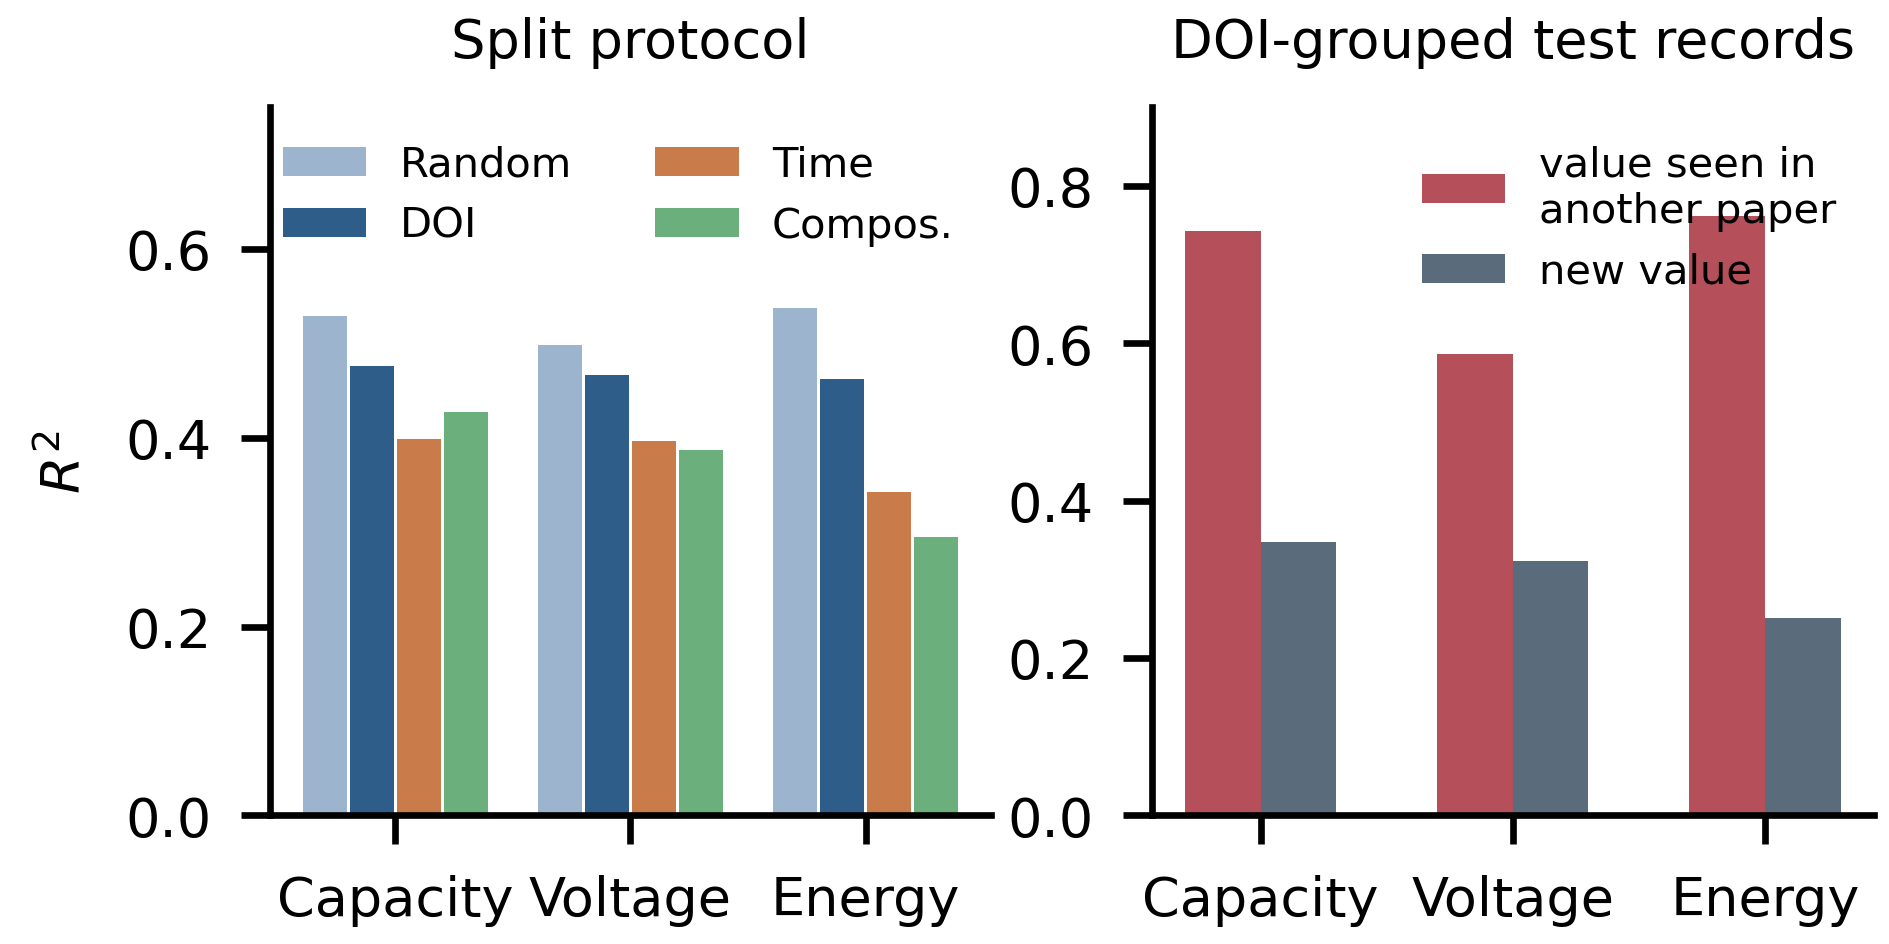 Split protocol
Random
DOI
Time
Compos.
R²
0.6
0.4
0.2
0.0
Capacity
Voltage
Energy
DOI-grouped test records
value seen in
another paper
new value
0.8
0.6
0.4
0.2
0.0
Capacity
Voltage
Energy